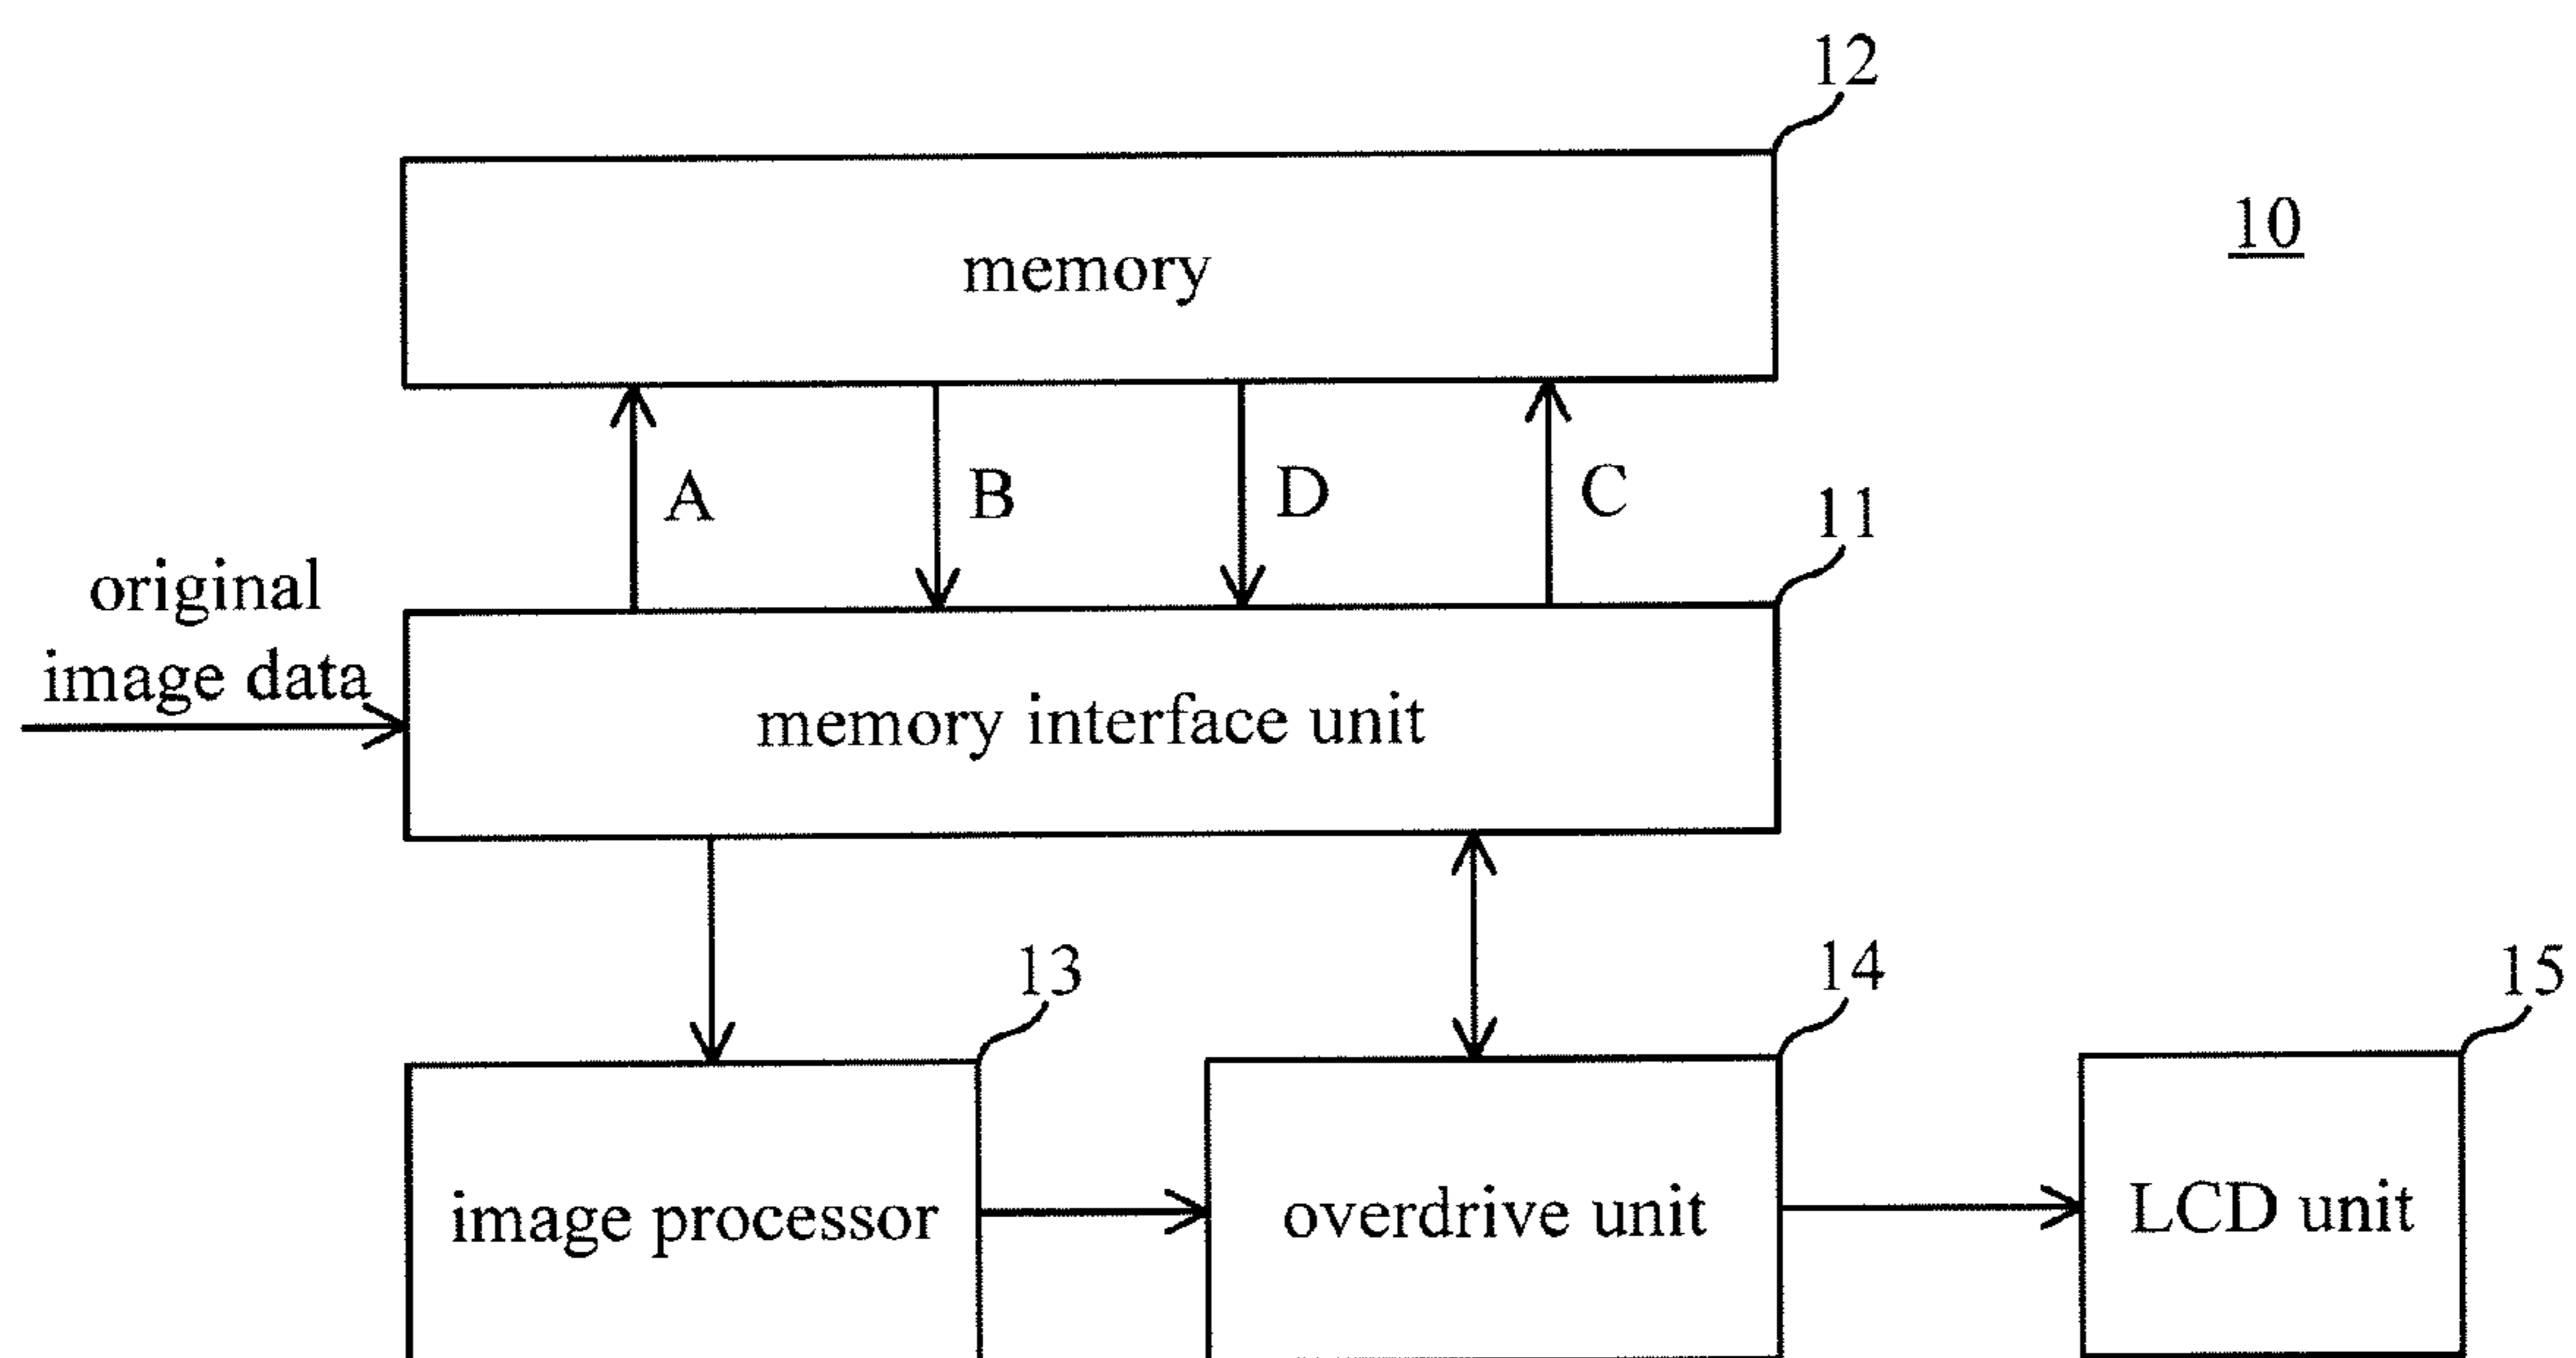 12
10
memory
A
B
D
C
11
original
image data
memory interface unit
13
14
15
image processor
overdrive unit
LCD unit